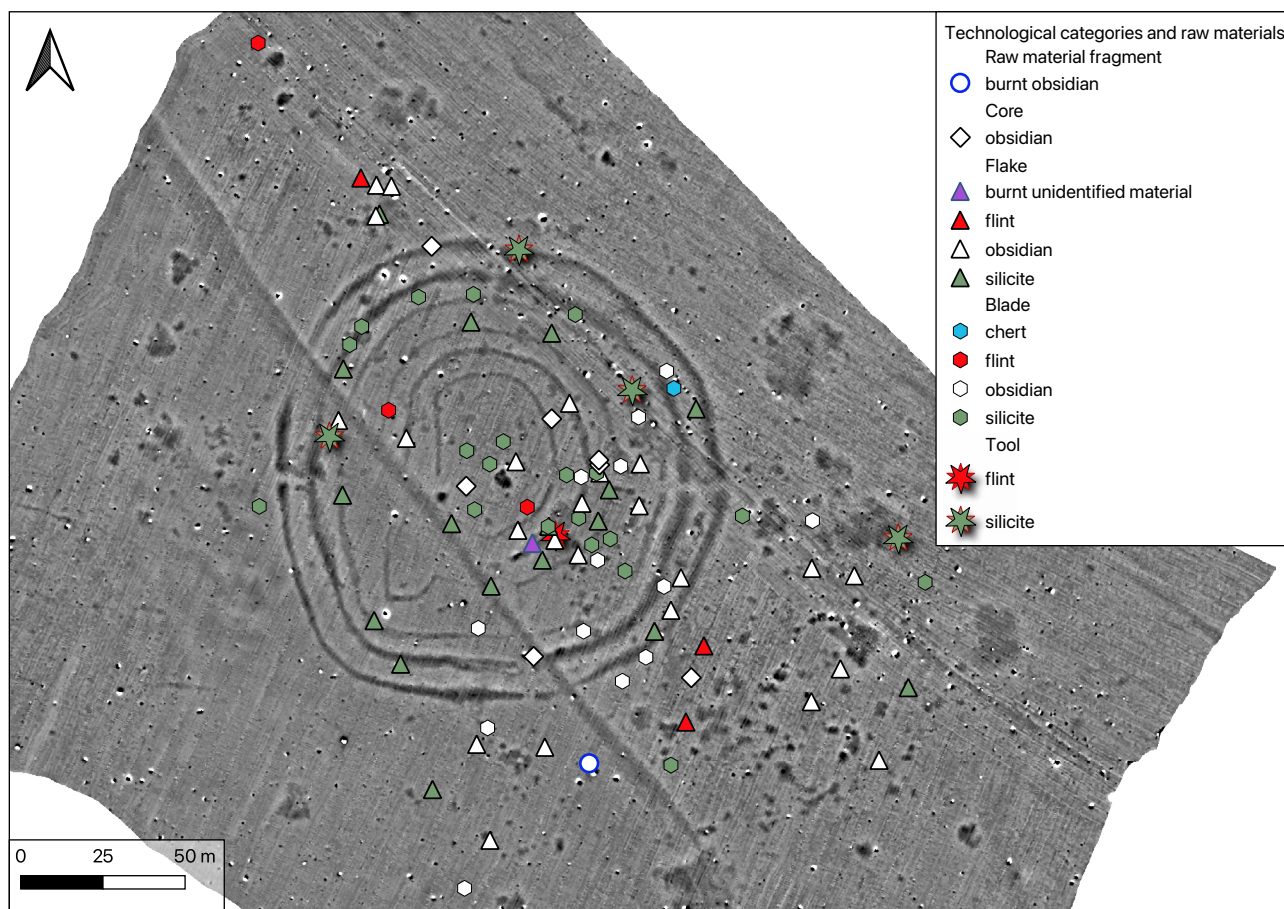 Technological categories and raw materials
Raw material fragment
burnt obsidian
Core
obsidian
Flake
burnt unidentified material
flint
obsidian
silicite
Blade
chert
flint
obsidian
silicite
Tool
flint
silicite
0 25 50 m